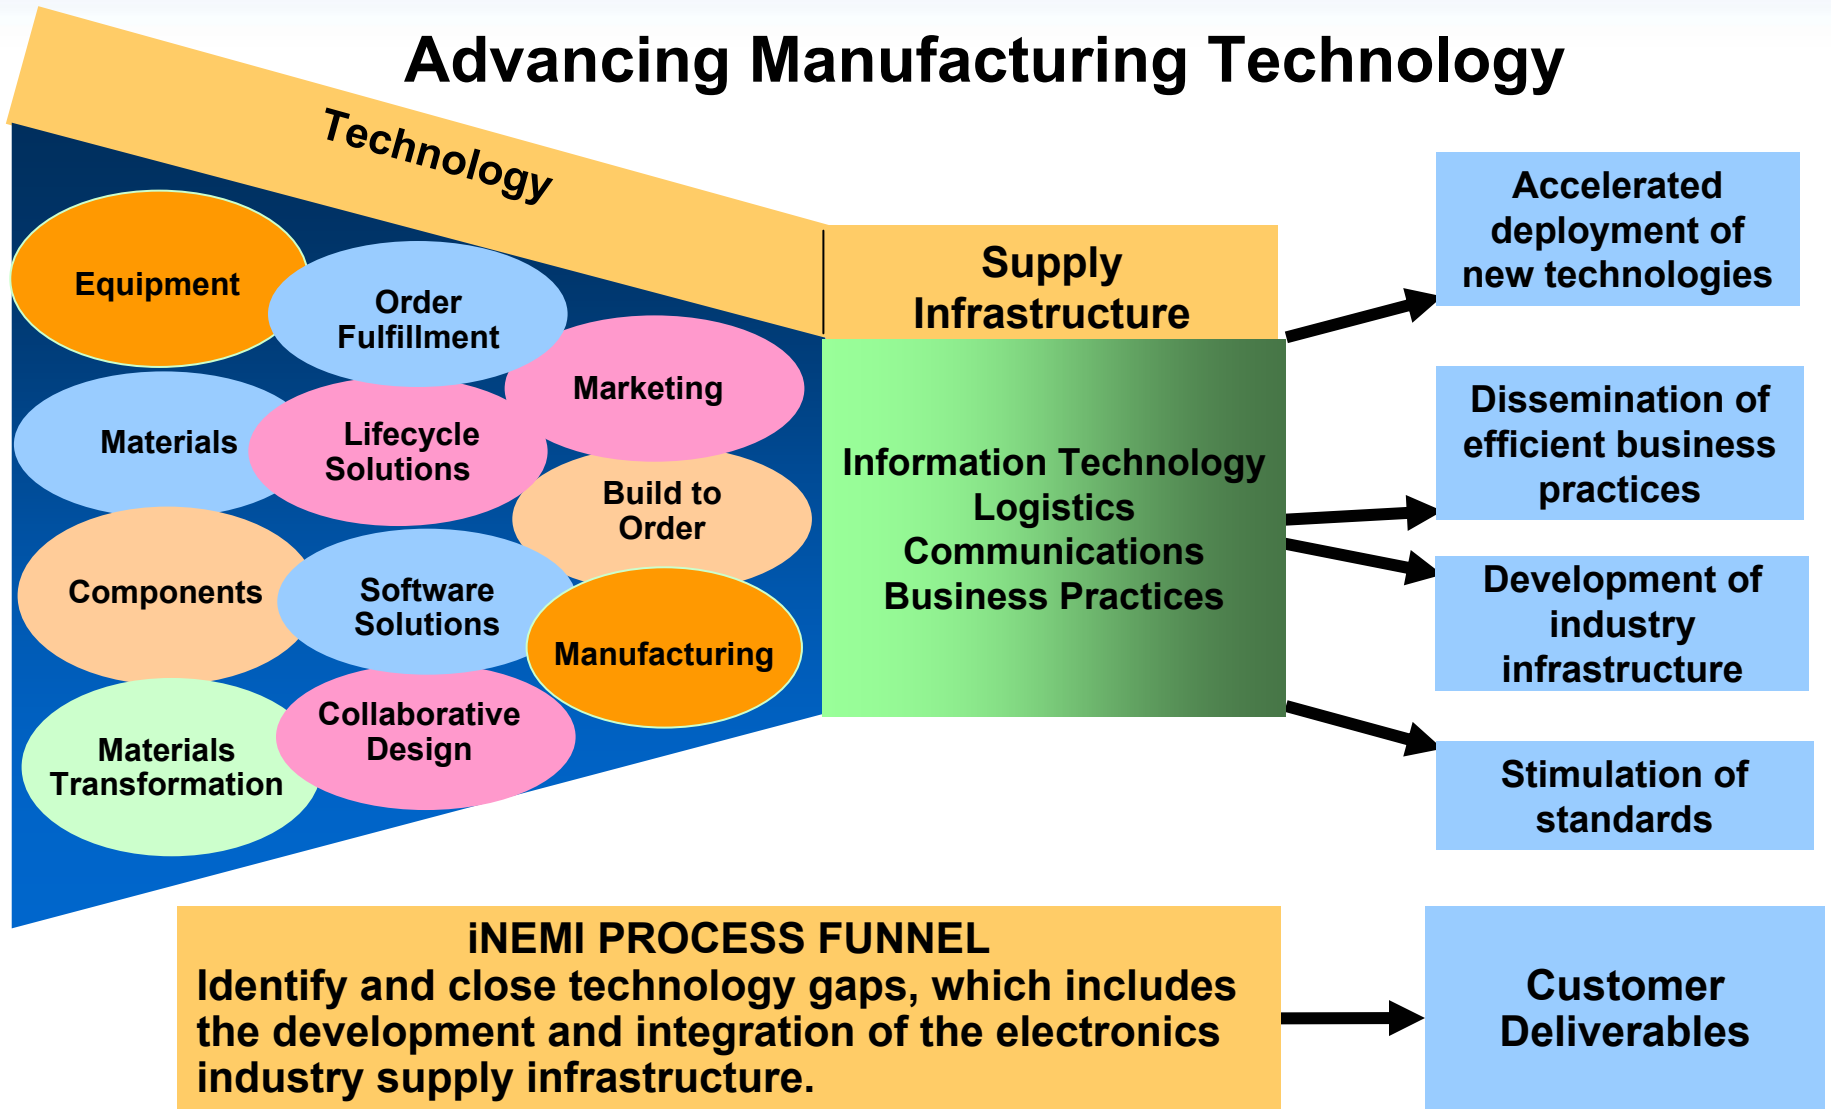 Advancing Manufacturing Technology
Technology
Supply
Infrastructure
Equipment
Order
Fulfillment
Marketing
Materials
Lifecycle
Solutions
Build to
Order
Components
Software
Solutions
Manufacturing
Collaborative
Design
Materials
Transformation
Information Technology
Logistics
Communications
Business Practices
Accelerated
deployment of
new technologies
Dissemination of
efficient business
practices
Development of
industry
infrastructure
Stimulation of
standards
iNEMI PROCESS FUNNEL
Identify and close technology gaps, which includes
the development and integration of the electronics
industry supply infrastructure.
Customer
Deliverables